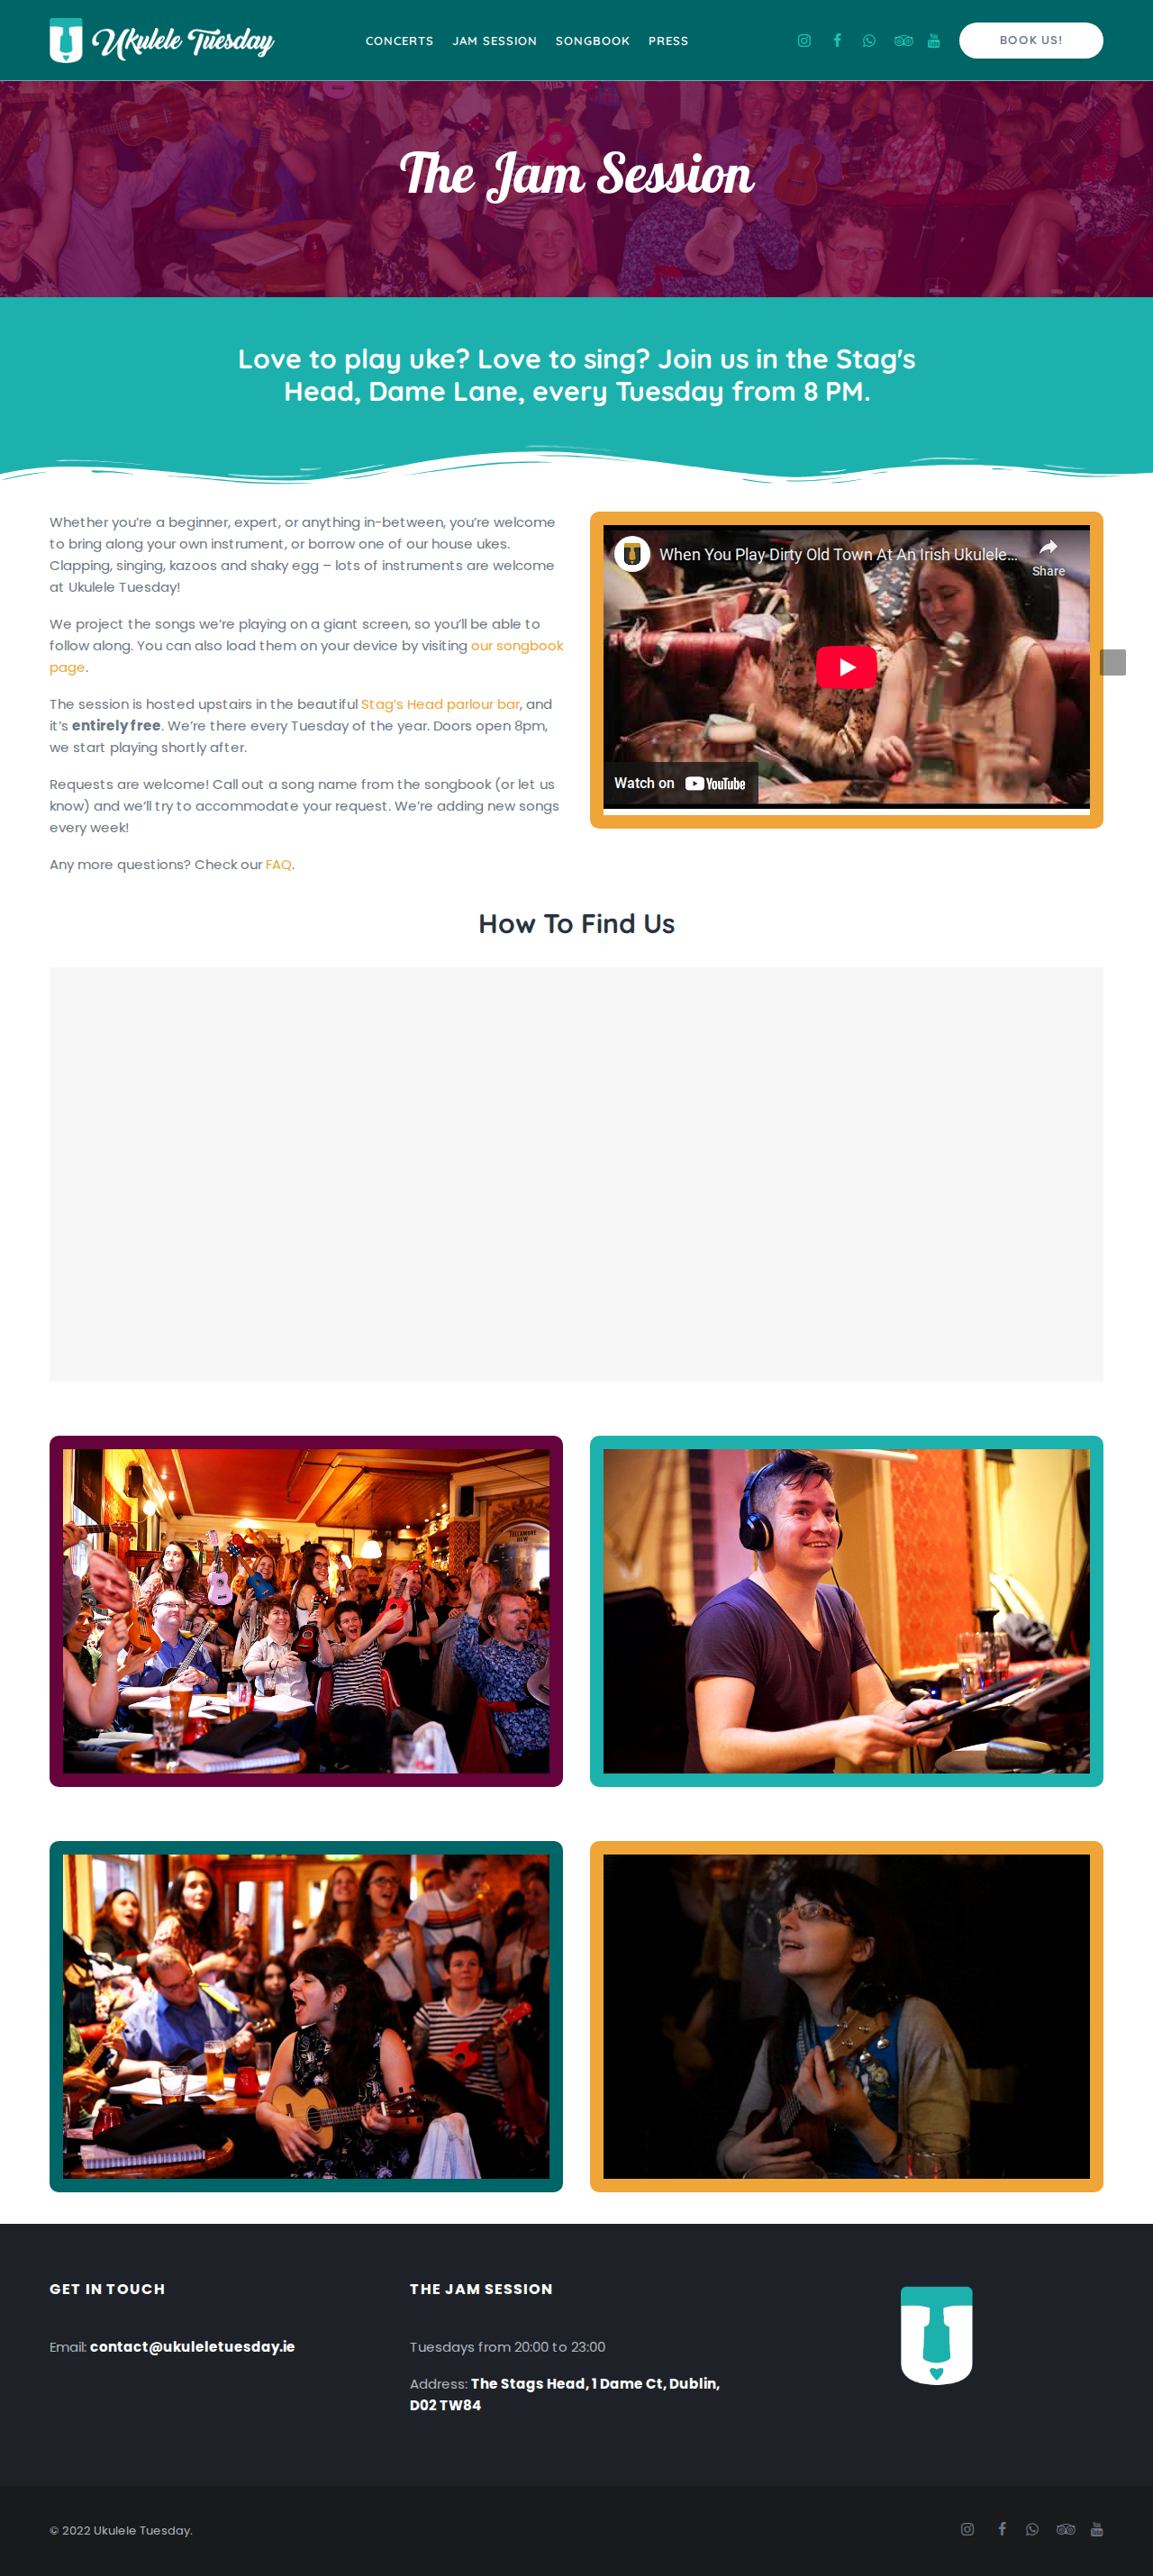 Ukulele Tuesday
CONCERTS
JAM SESSION
SONGBOOK
PRESS
BOOK US!
The Jam Session
Love to play uke? Love to sing? Join us in the Stag's
Head, Dame Lane, every Tuesday from 8 PM.
Whether you’re a beginner, expert, or anything in-between, you’re welcome
to bring along your own instrument, or borrow one of our house ukes.
Clapping, singing, kazoos and shaky egg – lots of instruments are welcome
at Ukulele Tuesday!
We project the songs we’re playing on a giant screen, so you’ll be able to
follow along. You can also load them on your device by visiting our songbook
page.
The session is hosted upstairs in the beautiful Stag’s Head parlour bar, and
it’s entirely free. We’re there every Tuesday of the year. Doors open 8pm,
we start playing shortly after.
Requests are welcome! Call out a song name from the songbook (or let us
know) and we’ll try to accommodate your request. We’re adding new songs
every week!
Any more questions? Check our FAQ.
When You Play Dirty Old Town At An Irish Ukulele...
Share
Watch on YouTube
How To Find Us
TULLAMORE
DEW
GET IN TOUCH
Email: contact@ukuleletuesday.ie
THE JAM SESSION
Tuesdays from 20:00 to 23:00
Address: The Stags Head, 1 Dame Ct, Dublin,
D02 TW84
© 2022 Ukulele Tuesday.